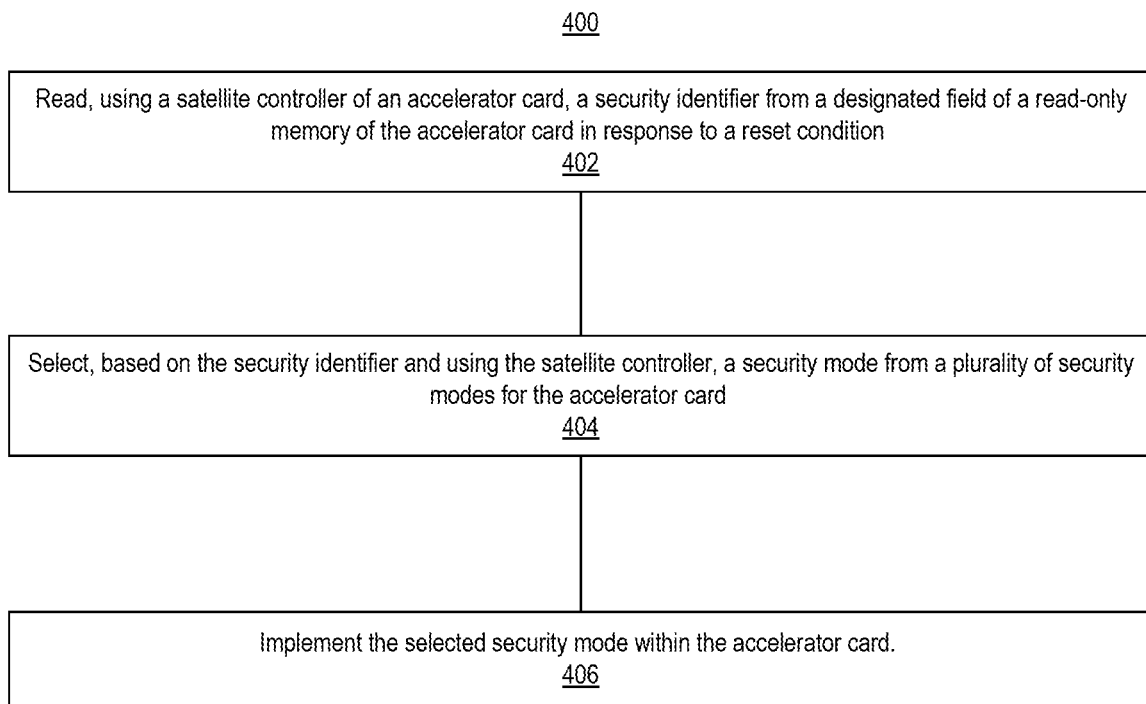 400
Read, using a satellite controller of an accelerator card, a security identifier from a designated field of a read-only
memory of the accelerator card in response to a reset condition
402
Select, based on the security identifier and using the satellite controller, a security mode from a plurality of security
modes for the accelerator card
404
Implement the selected security mode within the accelerator card.
406